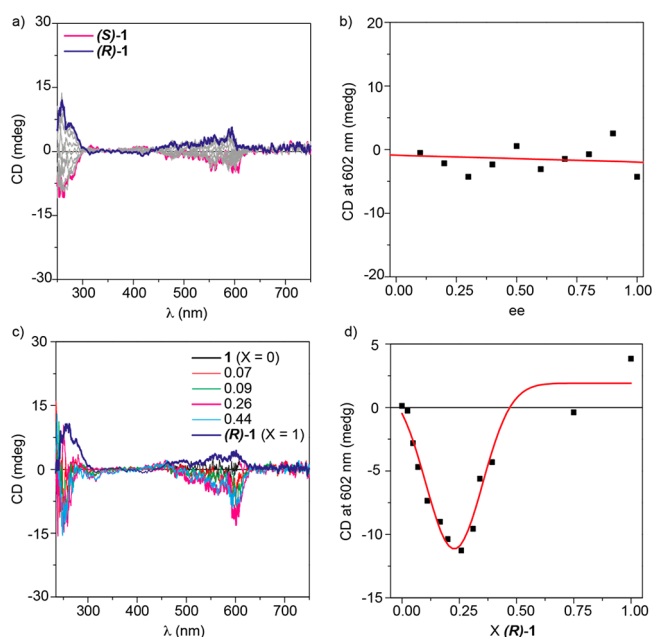 a)
(S)-1
(R)-1
CD (mdeg)
30
15
0
-15
-30
300 400 500 600 700
λ (nm)
b)
CD at 602 nm (medg)
20
10
0
-10
-20
0.00 0.25 0.50 0.75 1.00
ee
c)
1 (X = 0)
0.07
0.09
0.26
0.44
(R)-1 (X = 1)
CD (mdeg)
30
15
0
-15
-30
300 400 500 600 700
λ (nm)
d)
CD at 602 nm (medg)
5
0
-5
-10
-15
0.00 0.25 0.50 0.75 1.00
X (R)-1